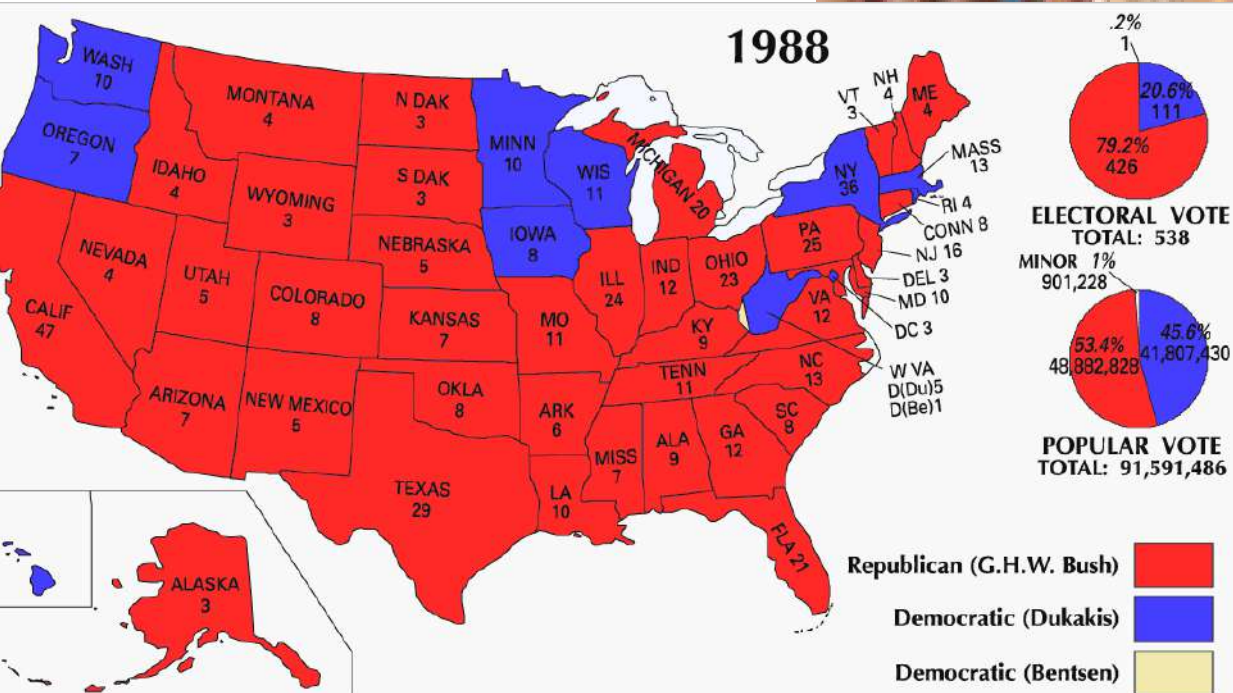 1988
WASH
10
OREGON
7
CALIF
47
NEVADA
4
IDAHO
4
MONTANA
4
WYOMING
3
UTAH
5
COLORADO
8
ARIZONA
7
NEW MEXICO
5
N DAK
3
S DAK
3
NEBRASKA
5
KANSAS
7
OKLA
8
TEXAS
29
MINN
10
IOWA
8
MO
11
ARK
6
LA
10
WIS
11
ILL
24
MICHIGAN 20
IND
12
OHIO
23
KY
9
TENN
11
MISS
7
ALA
9
GA
12
FLA 21
SC
8
NC
13
VA
12
W VA
D(Du)5
D(Be)1
PA
25
NY
36
VT
3
NH
4
ME
4
MASS
13
RI 4
CONN 8
NJ 16
DEL 3
MD 10
DC 3
ALASKA
3
.2%
1
20.6%
111
79.2%
426
ELECTORAL VOTE
TOTAL: 538
MINOR 1%
901,228
45.6%
41,807,430
53.4%
48,882,828
POPULAR VOTE
TOTAL: 91,591,486
Republican (G.H.W. Bush)
Democratic (Dukakis)
Democratic (Bentsen)